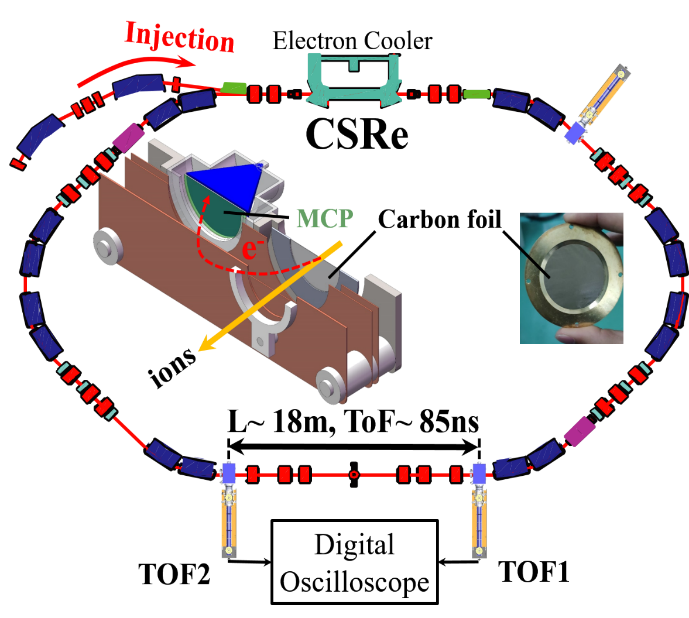 Injection
Electron Cooler
CSRe
MCP
Carbon foil
e-
ions
L~ 18m, ToF~ 85ns
TOF2
Digital
Oscilloscope
TOF1